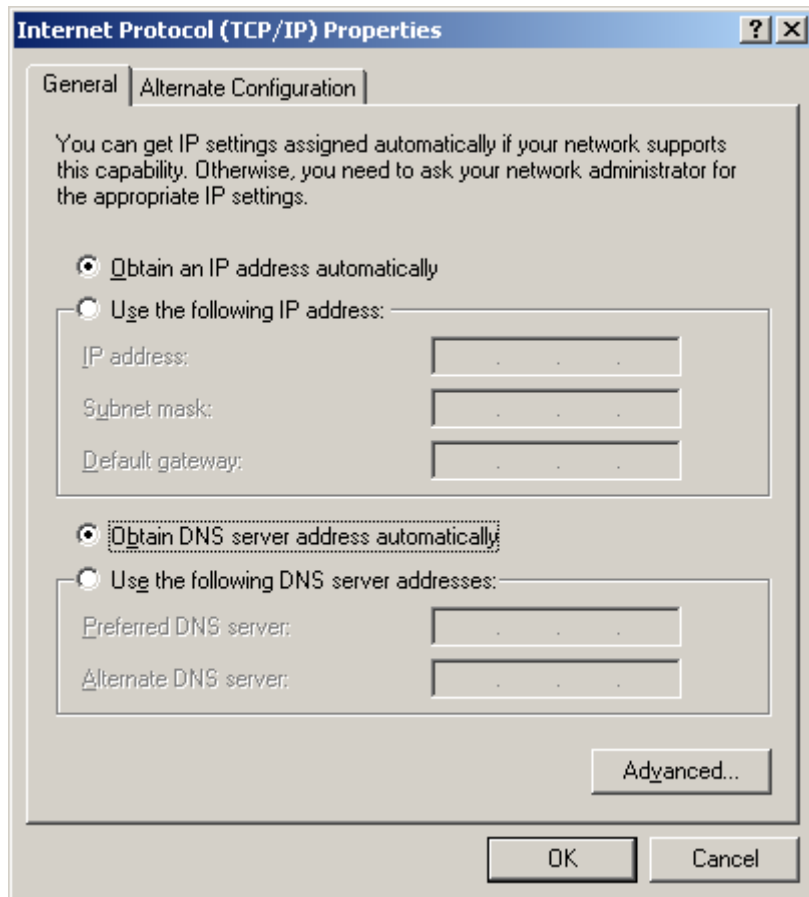 Internet Protocol (TCP/IP) Properties
General
Alternate Configuration
You can get IP settings assigned automatically if your network supports
this capability. Otherwise, you need to ask your network administrator for
the appropriate IP settings.
Obtain an IP address automatically
Use the following IP address:
IP address:
Subnet mask:
Default gateway:
Obtain DNS server address automatically
Use the following DNS server addresses:
Preferred DNS server:
Alternate DNS server:
Advanced...
OK
Cancel